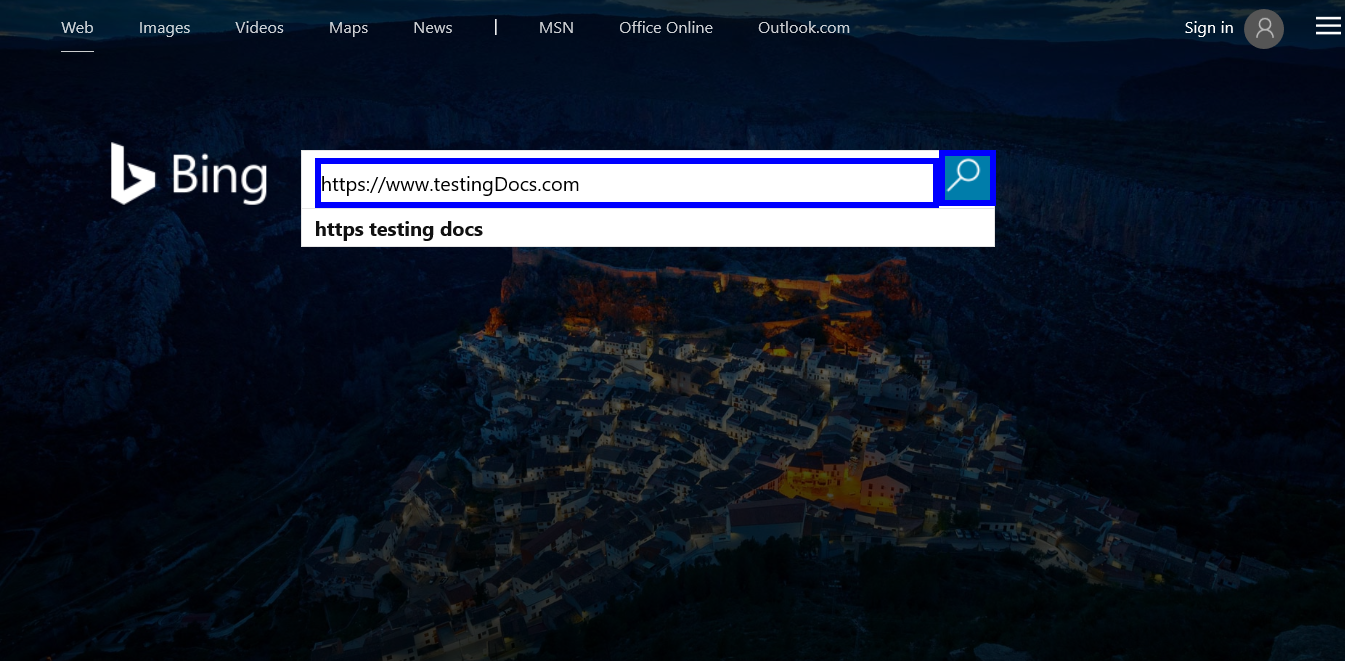 Web Images Videos Maps News | MSN Office Online Outlook.com Sign in
Bing
https://www.testingDocs.com
https testing docs